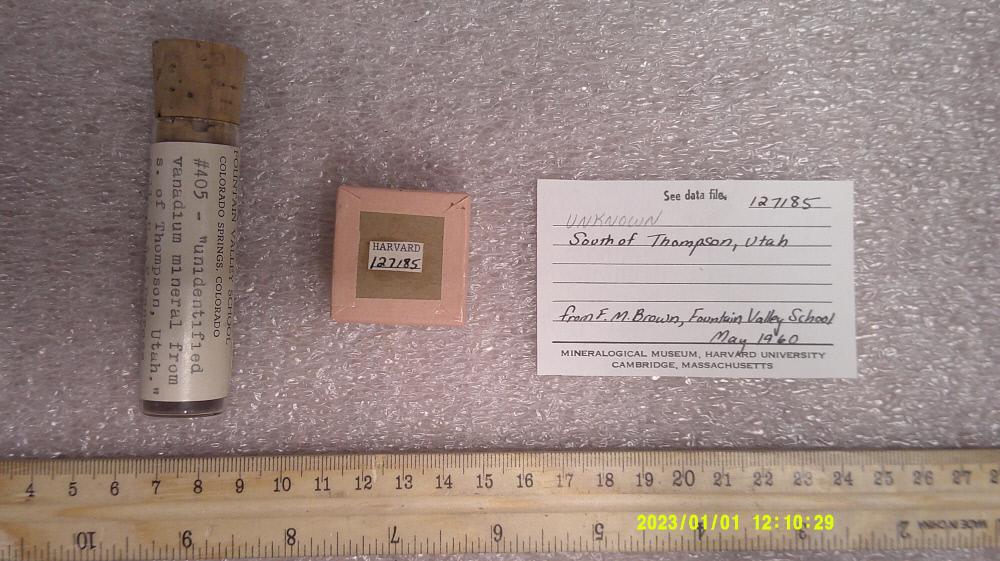 FOUNTAIN VALLEY SCHOOL
COLORADO SPRINGS, COLORADO
#405 - "unidentified
vanadium mineral from
s. of Thompson, Utah."
HARVARD
127185
See data file. 127185
UNKNOWN
South of Thompson, Utah
from F. M. Brown, Fountain Valley School
May 1960
MINERALOGICAL MUSEUM, HARVARD UNIVERSITY
CAMBRIDGE, MASSACHUSETTS
4 5 6 7 8 9 10 11 12 13 14 15 16 17 18 19 20 21 22 23 24 25 26 27 2
10 9 8 7 6 5 4 3 2
MADE IN CHINA
2023/01/01 12:10:29